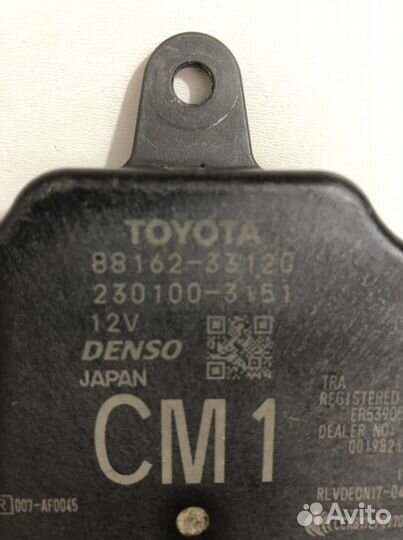 TOYOTA
88162-33120
230100-3151
12V
DENSO
JAPAN
CM1
TRA
REGISTERED
DEALER NO:
R 007-AF0045
Avito